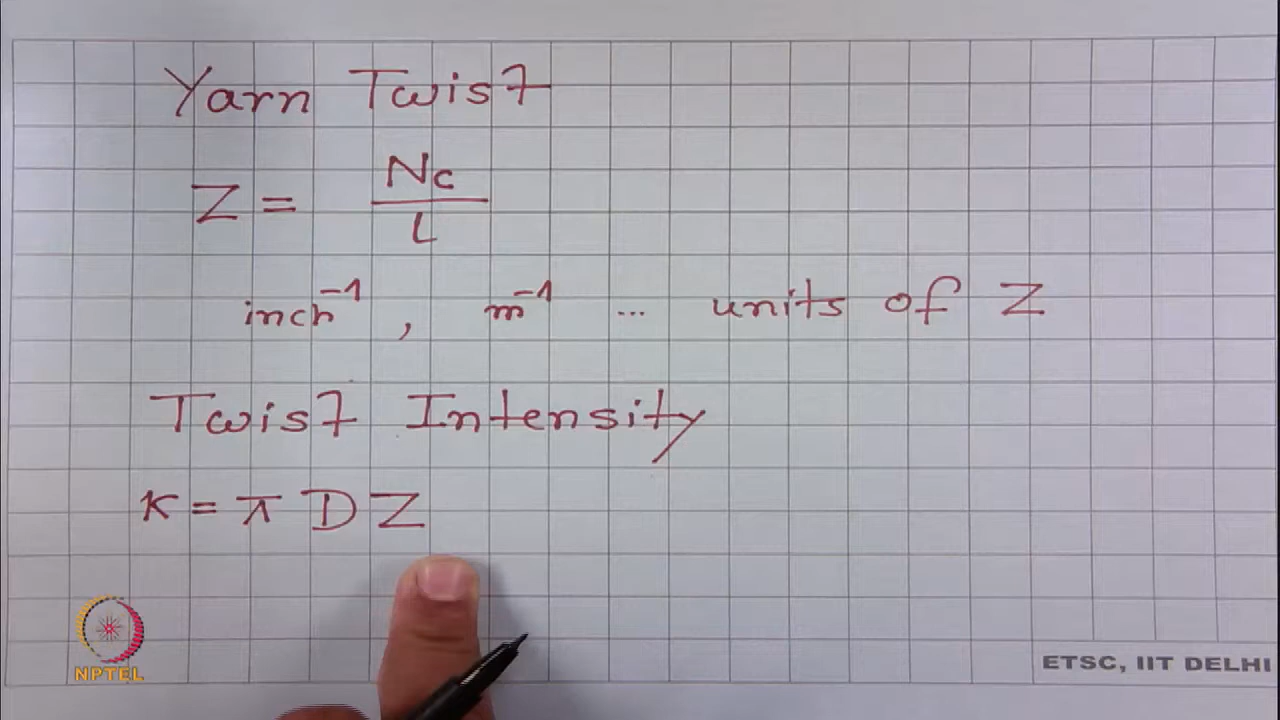 Yarn Twist
Z = Nc / L
inch⁻¹ , m⁻¹ ... units of Z
Twist Intensity
κ = π D Z
NPTEL
ETSC, IIT DELHI